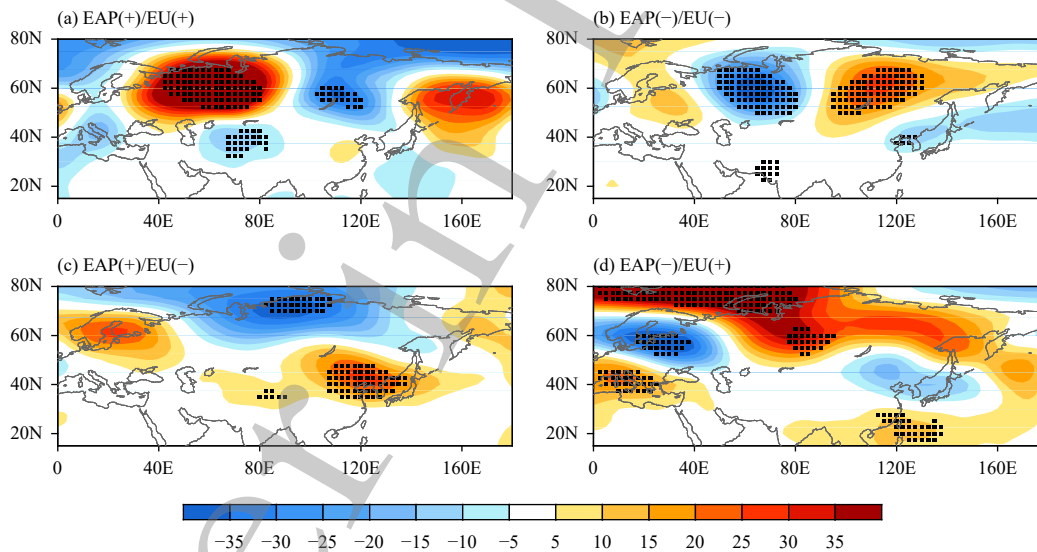 (a) EAP(+)/EU(+)
(b) EAP(−)/EU(−)
80N 80N
60N 60N
40N 40N
20N 20N
0 40E 80E 120E 160E 0 40E 80E 120E 160E
(c) EAP(+)/EU(−)
(d) EAP(−)/EU(+)
80N 80N
60N 60N
40N 40N
20N 20N
0 40E 80E 120E 160E 0 40E 80E 120E 160E
−35 −30 −25 −20 −15 −10 −5 5 10 15 20 25 30 35